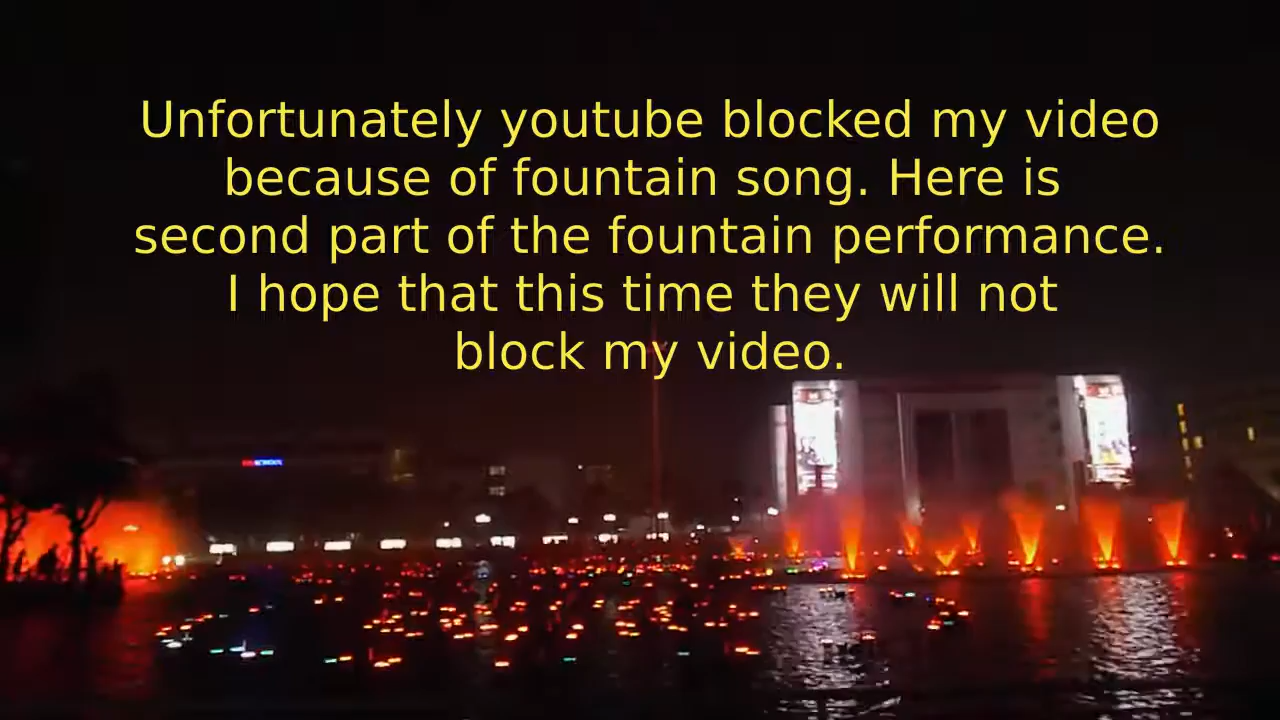 Unfortunately youtube blocked my video
because of fountain song. Here is
second part of the fountain performance.
I hope that this time they will not
block my video.